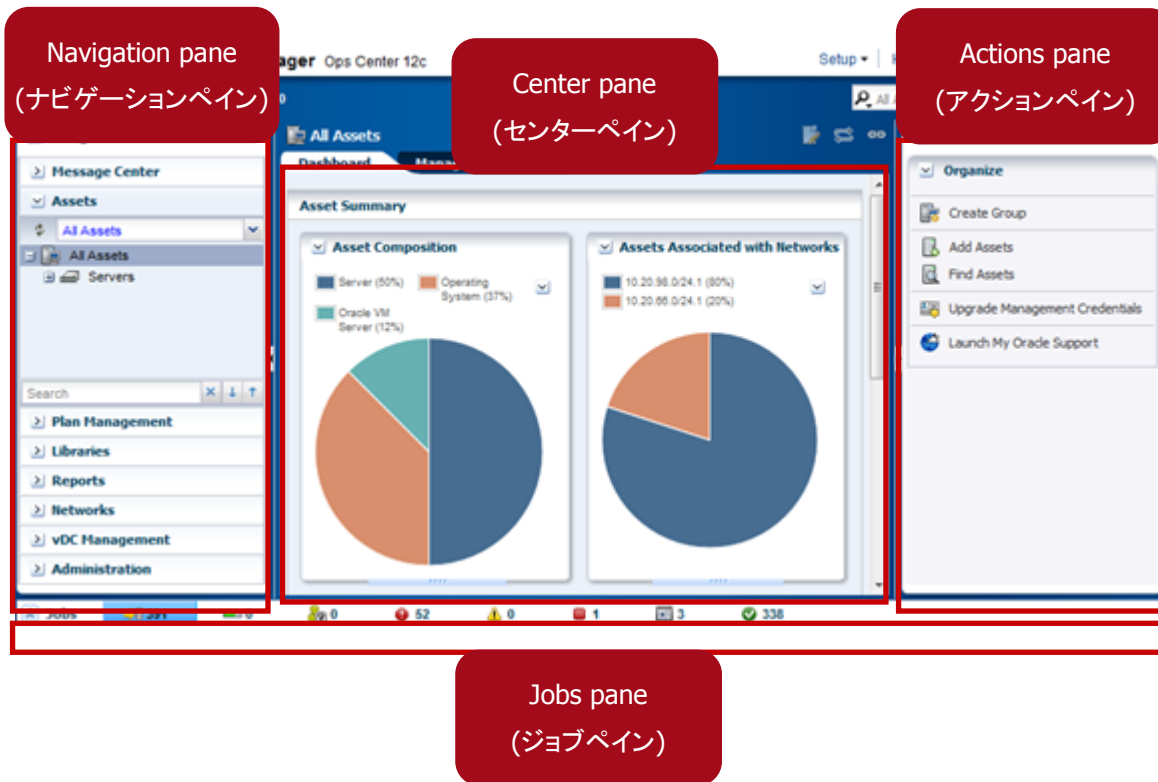 Navigation pane
(ナビゲーションペイン)
Center pane
(センターペイン)
Actions pane
(アクションペイン)
ager Ops Center 12c
Setup
0
All Assets
Dashboard
Message Center
Assets
All Assets
All Assets
Servers
Search
Plan Management
Libraries
Reports
Networks
vDC Management
Administration
Asset Summary
Asset Composition
Server (50%)
Operating
System (37%)
Oracle VM
Server (12%)
Assets Associated with Networks
10.20.98.0/24.1 (80%)
10.20.66.0/24.1 (20%)
Organize
Create Group
Add Assets
Find Assets
Upgrade Management Credentials
Launch My Oracle Support
Jobs 391 0 0 52 0 1 3 338
Jobs pane
(ジョブペイン)